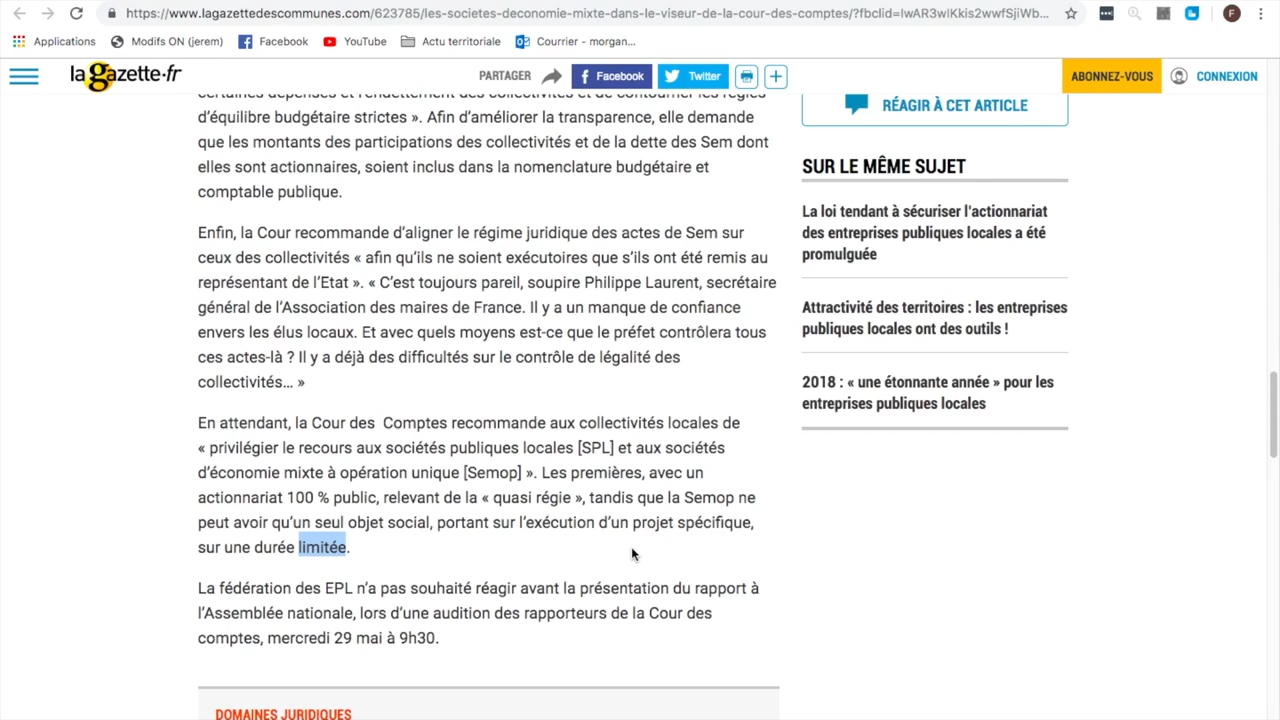 https://www.lagazettedescommunes.com/623785/les-societes-deconomie-mixte-dans-le-viseur-de-la-cour-des-comptes/?fbclid=IwAR3wIKkis2wwfSjiWb...
F
Applications
Modifs ON (jerem)
Facebook
YouTube
Actu territoriale
Courrier - morgan...
la gazette.fr
PARTAGER
Facebook
Twitter
ABONNEZ-VOUS
CONNEXION
certaines dépenses et l'endettement des collectivités et de contourner les règles
d'équilibre budgétaire strictes ». Afin d'améliorer la transparence, elle demande
que les montants des participations des collectivités et de la dette des Sem dont
elles sont actionnaires, soient inclus dans la nomenclature budgétaire et
comptable publique.
Enfin, la Cour recommande d'aligner le régime juridique des actes de Sem sur
ceux des collectivités « afin qu'ils ne soient exécutoires que s'ils ont été remis au
représentant de l'Etat ». « C'est toujours pareil, soupire Philippe Laurent, secrétaire
général de l'Association des maires de France. Il y a un manque de confiance
envers les élus locaux. Et avec quels moyens est-ce que le préfet contrôlera tous
ces actes-là ? Il y a déjà des difficultés sur le contrôle de légalité des
collectivités... »
En attendant, la Cour des  Comptes recommande aux collectivités locales de
« privilégier le recours aux sociétés publiques locales [SPL] et aux sociétés
d'économie mixte à opération unique [Semop] ». Les premières, avec un
actionnariat 100 % public, relevant de la « quasi régie », tandis que la Semop ne
peut avoir qu'un seul objet social, portant sur l'exécution d'un projet spécifique,
sur une durée limitée.
La fédération des EPL n'a pas souhaité réagir avant la présentation du rapport à
l'Assemblée nationale, lors d'une audition des rapporteurs de la Cour des
comptes, mercredi 29 mai à 9h30.
DOMAINES JURIDIQUES
RÉAGIR À CET ARTICLE
SUR LE MÊME SUJET
La loi tendant à sécuriser l'actionnariat
des entreprises publiques locales a été
promulguée
Attractivité des territoires : les entreprises
publiques locales ont des outils !
2018 : « une étonnante année » pour les
entreprises publiques locales